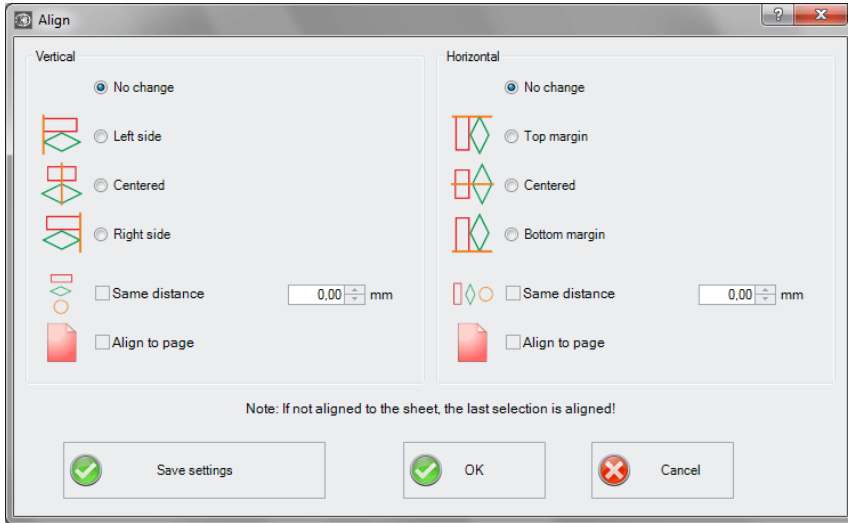 Align
?
Vertical
No change
Left side
Centered
Right side
Same distance 0,00 mm
Align to page
Horizontal
No change
Top margin
Centered
Bottom margin
Same distance 0,00 mm
Align to page
Note: If not aligned to the sheet, the last selection is aligned!
Save settings
OK
Cancel